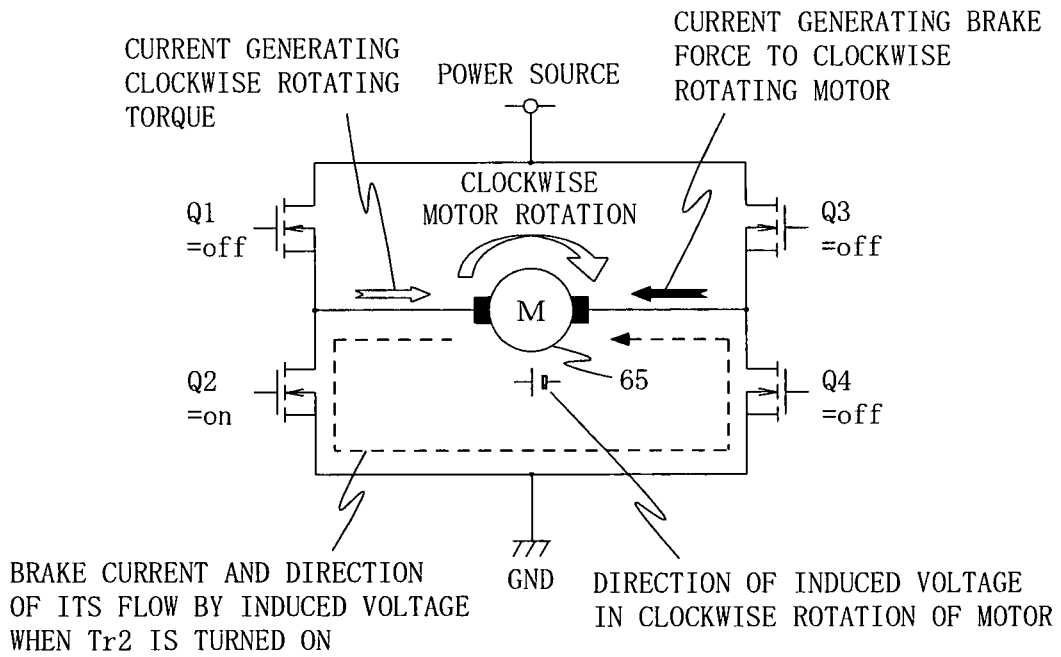 CURRENT GENERATING
CLOCKWISE ROTATING
TORQUE
POWER SOURCE
CURRENT GENERATING BRAKE
FORCE TO CLOCKWISE
ROTATING MOTOR
CLOCKWISE
MOTOR ROTATION
Q1
=off
Q3
=off
M
65
Q2
=on
Q4
=off
GND
BRAKE CURRENT AND DIRECTION
OF ITS FLOW BY INDUCED VOLTAGE
WHEN Tr2 IS TURNED ON
DIRECTION OF INDUCED VOLTAGE
IN CLOCKWISE ROTATION OF MOTOR